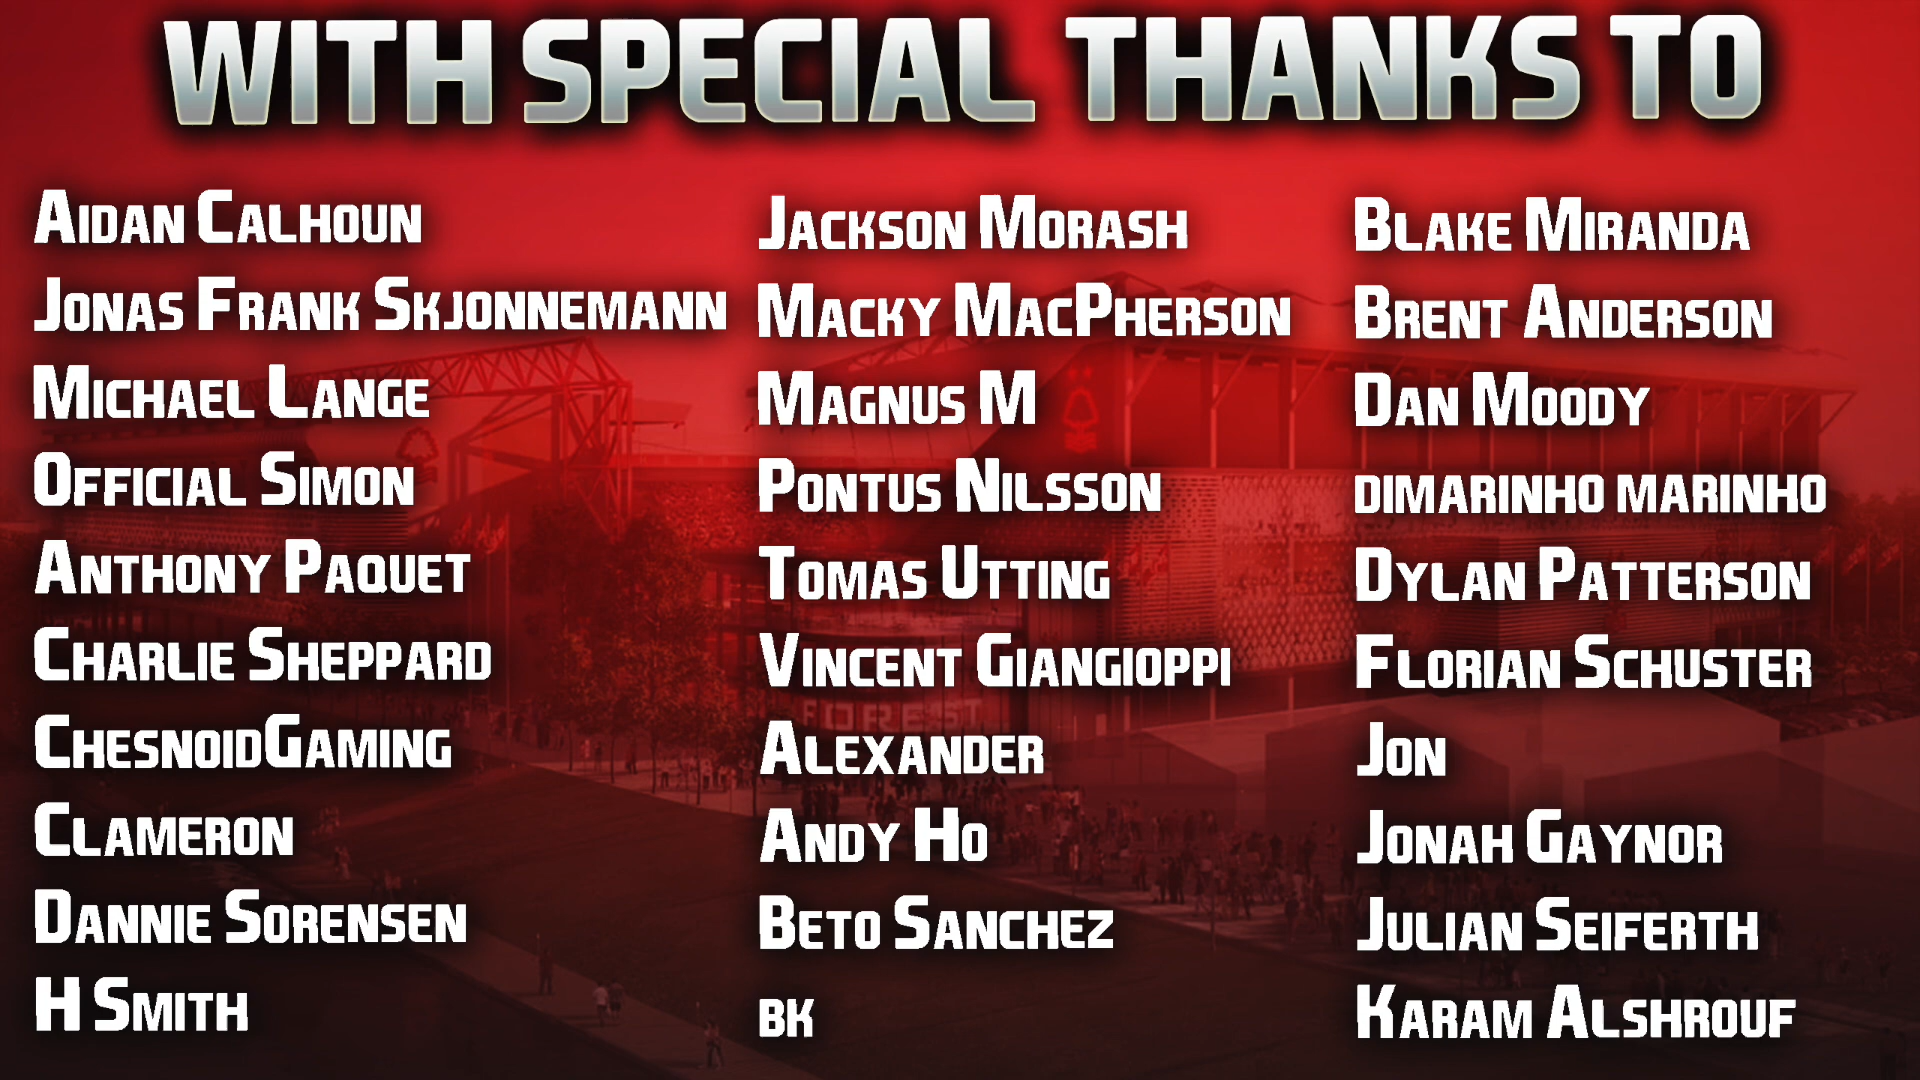 WITH SPECIAL THANKS TO
Aidan Calhoun
Jonas Frank Skjonnemann
Michael Lange
Official Simon
Anthony Paquet
Charlie Sheppard
ChesnoidGaming
Clameron
Dannie Sorensen
H Smith
Jackson Morash
Macky MacPherson
Magnus M
Pontus Nilsson
Tomas Utting
Vincent Giangioppi
Alexander
Andy Ho
Beto Sanchez
bk
Blake Miranda
Brent Anderson
Dan Moody
dimarinho marinho
Dylan Patterson
Florian Schuster
Jon
Jonah Gaynor
Julian Seiferth
Karam Alshrouf
FOREST